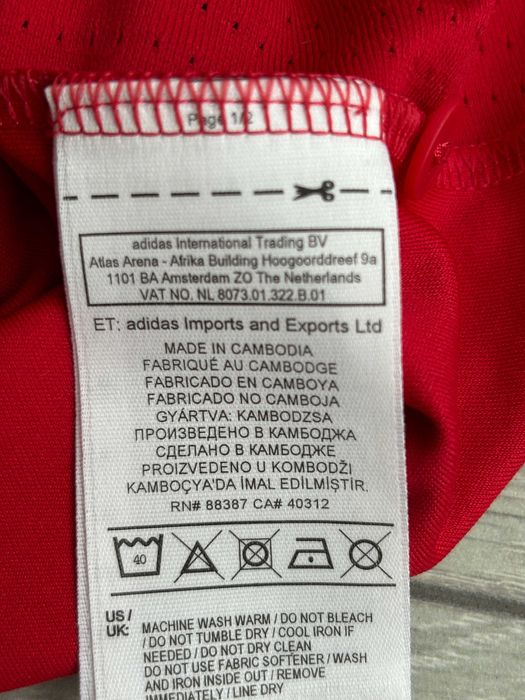 Page 1/2
adidas International Trading BV
Atlas Arena - Afrika Building Hoogoorddreef 9a
1101 BA Amsterdam ZO The Netherlands
VAT NO. NL 8073.01.322.B.01
ET: adidas Imports and Exports Ltd
MADE IN CAMBODIA
FABRIQUÉ AU CAMBODGE
FABRICADO EN CAMBOYA
FABRICADO NO CAMBOJA
GYÁRTVA: KAMBODZSA
ПРОИЗВЕДЕНО В КАМБОДЖА
СДЕЛАНО В КАМБОДЖЕ
PROIZVEDENO U KOMBODŽI
KAMBOÇYA'DA İMAL EDİLMİŞTİR.
RN# 88387 CA# 40312
40
US / UK: MACHINE WASH WARM / DO NOT BLEACH
/ DO NOT TUMBLE DRY / COOL IRON IF
NEEDED / DO NOT DRY CLEAN
DO NOT USE FABRIC SOFTENER / WASH
AND IRON INSIDE OUT / REMOVE
IMMEDIATELY / LINE DRY